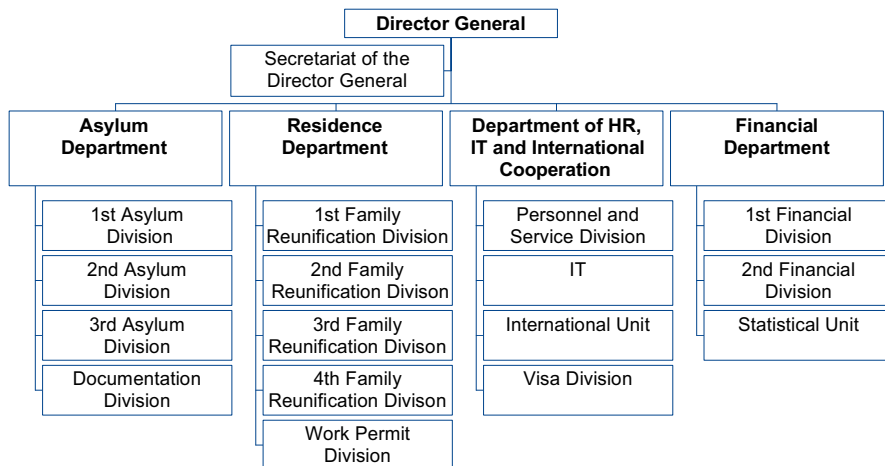 Director General
Secretariat of the
Director General
Asylum
Department
Residence
Department
Department of HR,
IT and International
Cooperation
Financial
Department
1st Asylum
Division
2nd Asylum
Division
3rd Asylum
Division
Documentation
Division
1st Family
Reunification Division
2nd Family
Reunification Divison
3rd Family
Reunification Divison
4th Family
Reunification Divison
Work Permit
Division
Personnel and
Service Division
IT
International Unit
Visa Division
1st Financial
Division
2nd Financial
Division
Statistical Unit